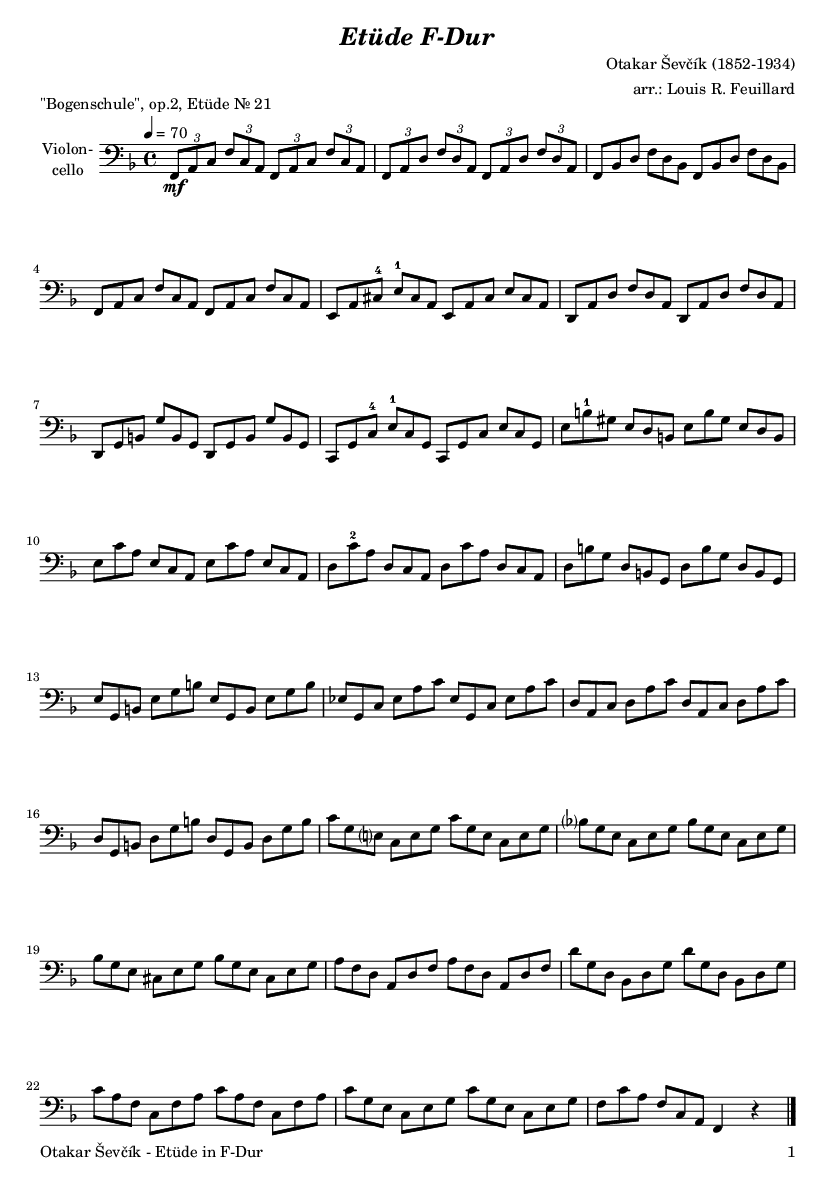 Etüde F-Dur
Otakar Ševčík (1852-1934)
arr.: Louis R. Feuillard
"Bogenschule", op.2, Etüde № 21
= 70
Violon-
cello
3 3 3 3 3 3 3 3
mf
4
4 1
7
4 1 1
10
2
13
16
19
22
Otakar Ševčík - Etüde in F-Dur 1